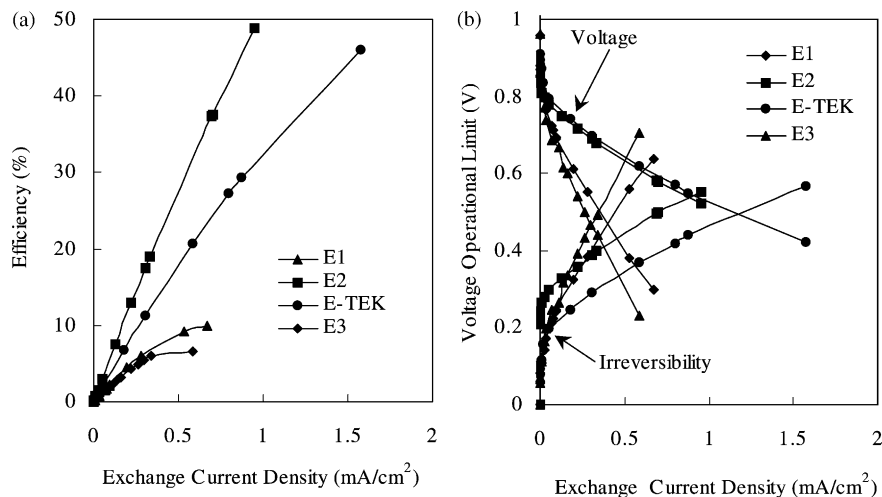 (a)
50
40
30
20
10
0
Efficiency (%)
E1
E2
E-TEK
E3
0 0.5 1 1.5 2
Exchange Current Density (mA/cm²)
(b)
1
0.8
0.6
0.4
0.2
0
Voltage Operational Limit (V)
Voltage
E1
E2
E-TEK
E3
Irreversibility
0 0.5 1 1.5 2
Exchange Current Density (mA/cm²)